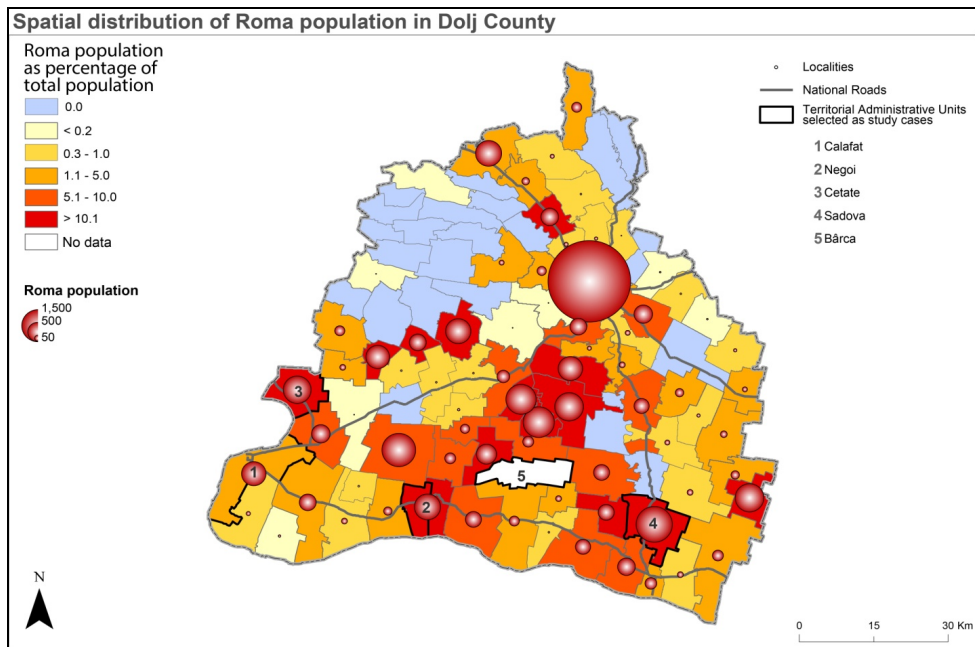 Spatial distribution of Roma population in Dolj County
Roma population
as percentage of
total population
0.0
< 0.2
0.3 - 1.0
1.1 - 5.0
5.1 - 10.0
> 10.1
No data
Roma population
1,500
500
50
Localities
National Roads
Territorial Administrative Units
selected as study cases
1 Calafat
2 Negoi
3 Cetate
4 Sadova
5 Bârca
3
1
5
2
4
N
0 15 30 Km